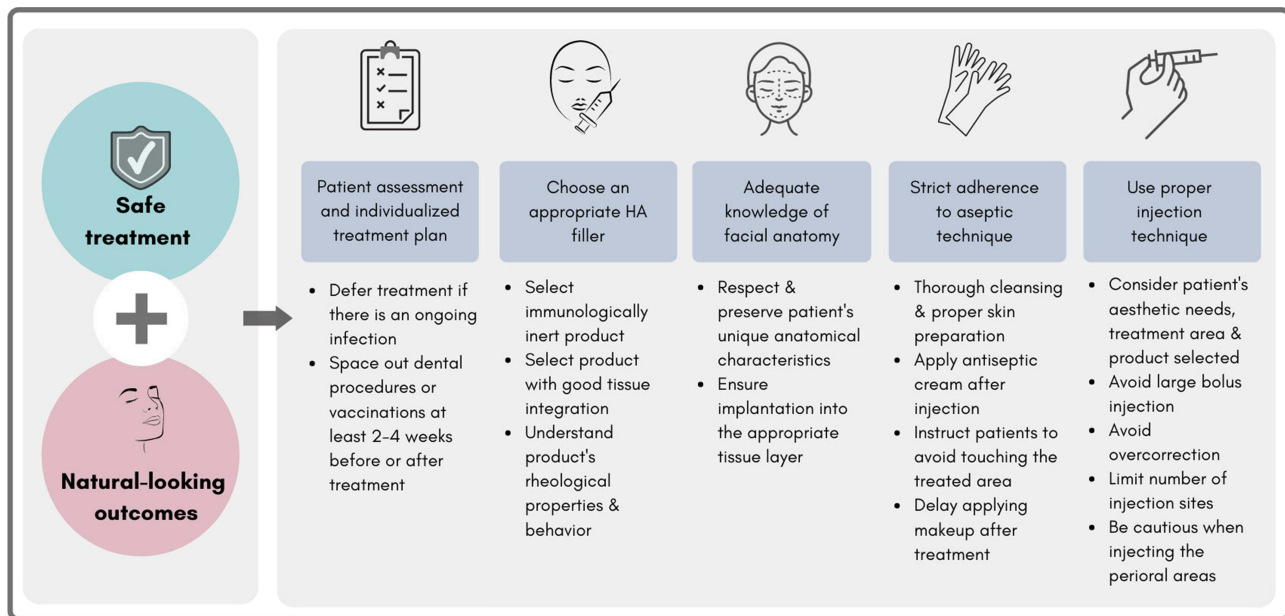 Safe
treatment
Natural-looking
outcomes
Patient assessment
and individualized
treatment plan
• Defer treatment if
there is an ongoing
infection
• Space out dental
procedures or
vaccinations at
least 2-4 weeks
before or after
treatment
Choose an
appropriate HA
filler
• Select
immunologically
inert product
• Select product
with good tissue
integration
• Understand
product's
rheological
properties &
behavior
Adequate
knowledge of
facial anatomy
• Respect &
preserve patient's
unique anatomical
characteristics
• Ensure
implantation into
the appropriate
tissue layer
Strict adherence
to aseptic
technique
• Thorough cleansing
& proper skin
preparation
• Apply antiseptic
cream after
injection
• Instruct patients to
avoid touching the
treated area
• Delay applying
makeup after
treatment
Use proper
injection
technique
• Consider patient's
aesthetic needs,
treatment area &
product selected
• Avoid large bolus
injection
• Avoid
overcorrection
• Limit number of
injection sites
• Be cautious when
injecting the
perioral areas